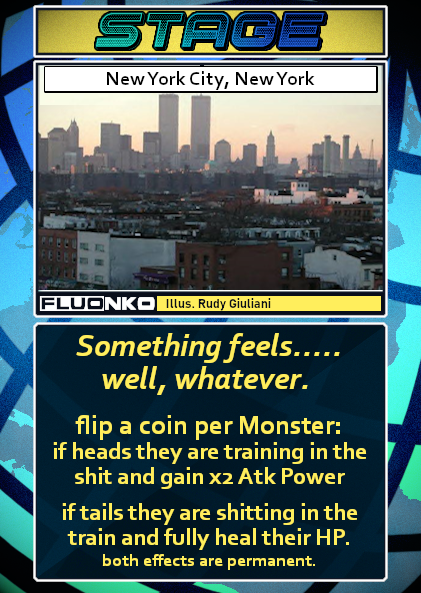 STAGE
New York City, New York
FLUONKO Illus. Rudy Giuliani
Something feels.....
well, whatever.
flip a coin per Monster:
if heads they are training in the
shit and gain x2 Atk Power
if tails they are shitting in the
train and fully heal their HP.
both effects are permanent.